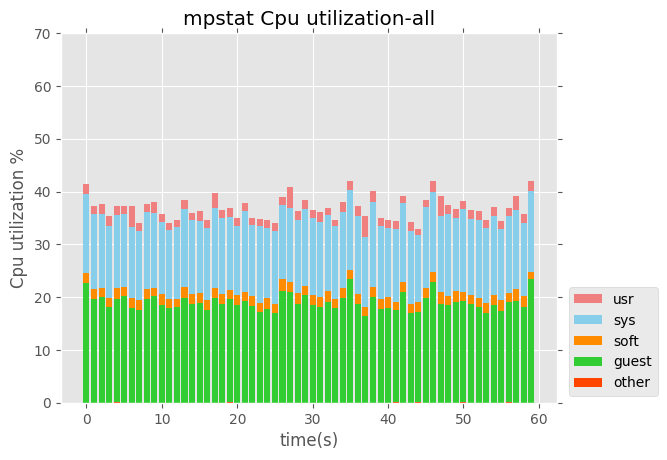 mpstat Cpu utilization-all
70
60
50
40
30
20
10
0
Cpu utilization %
0 10 20 30 40 50 60
time(s)
usr
sys
soft
guest
other